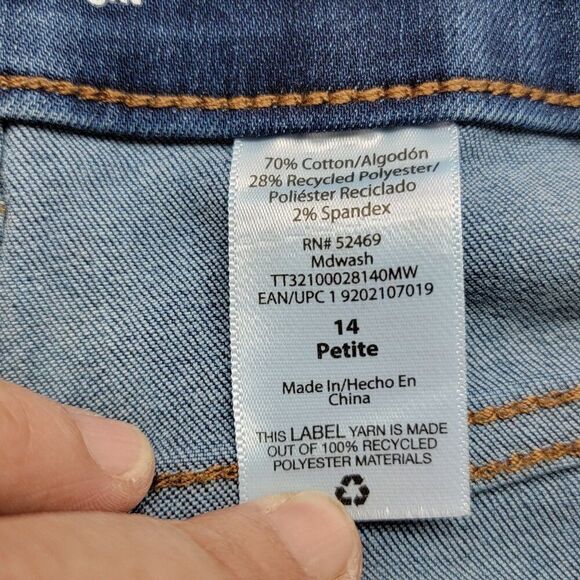 70% Cotton/Algodón
28% Recycled Polyester/
Poliéster Reciclado
2% Spandex
RN# 52469
Mdwash
TT32100028140MW
EAN/UPC 1 9202107019
14
Petite
Made In/Hecho En
China
THIS LABEL YARN IS MADE
OUT OF 100% RECYCLED
POLYESTER MATERIALS